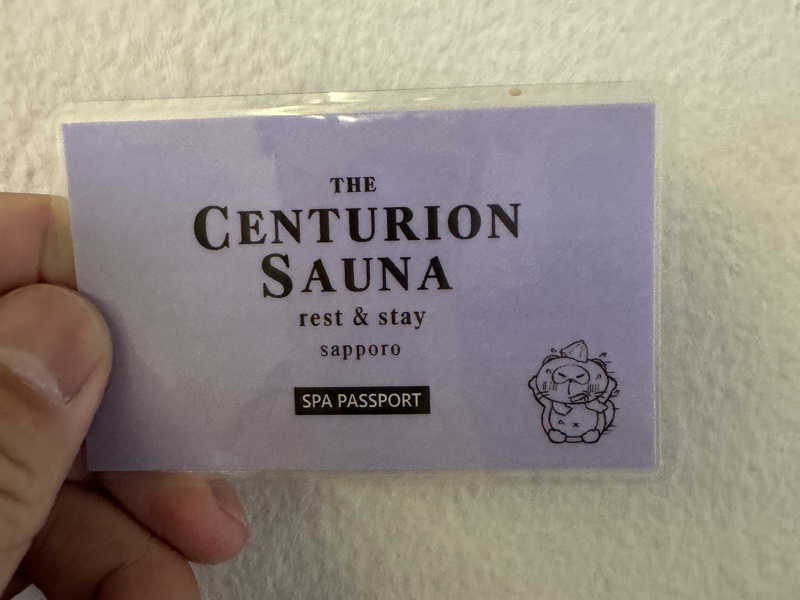 THE
CENTURION
SAUNA
rest & stay
sapporo
SPA PASSPORT